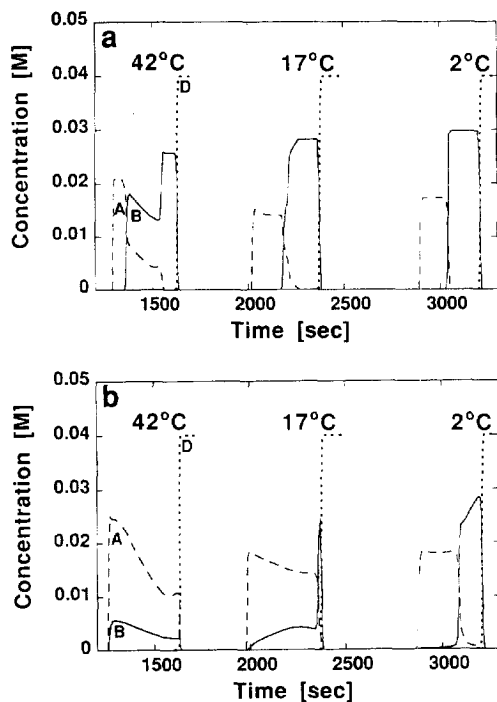 a
42°C 17°C 2°C
D
A B
Concentration [M]
0.05
0.04
0.03
0.02
0.01
0
1500 2000 2500 3000
Time [sec]
b
42°C 17°C 2°C
D
A
B
Concentration [M]
0.05
0.04
0.03
0.02
0.01
0
1500 2000 2500 3000
Time [sec]